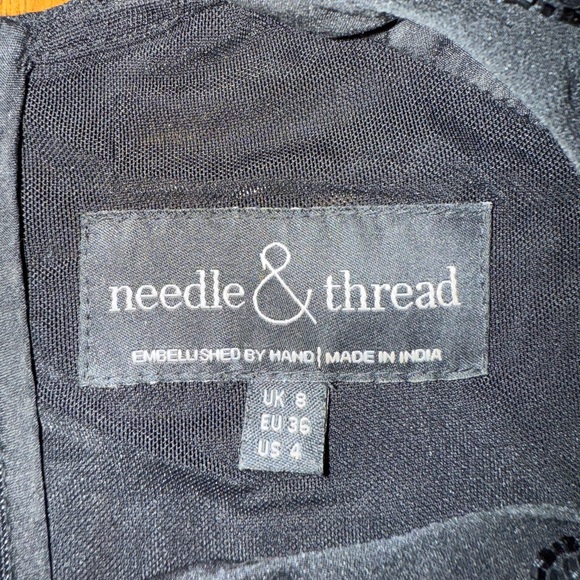 needle & thread
EMBELLISHED BY HAND | MADE IN INDIA
UK 8
EU 36
US 4